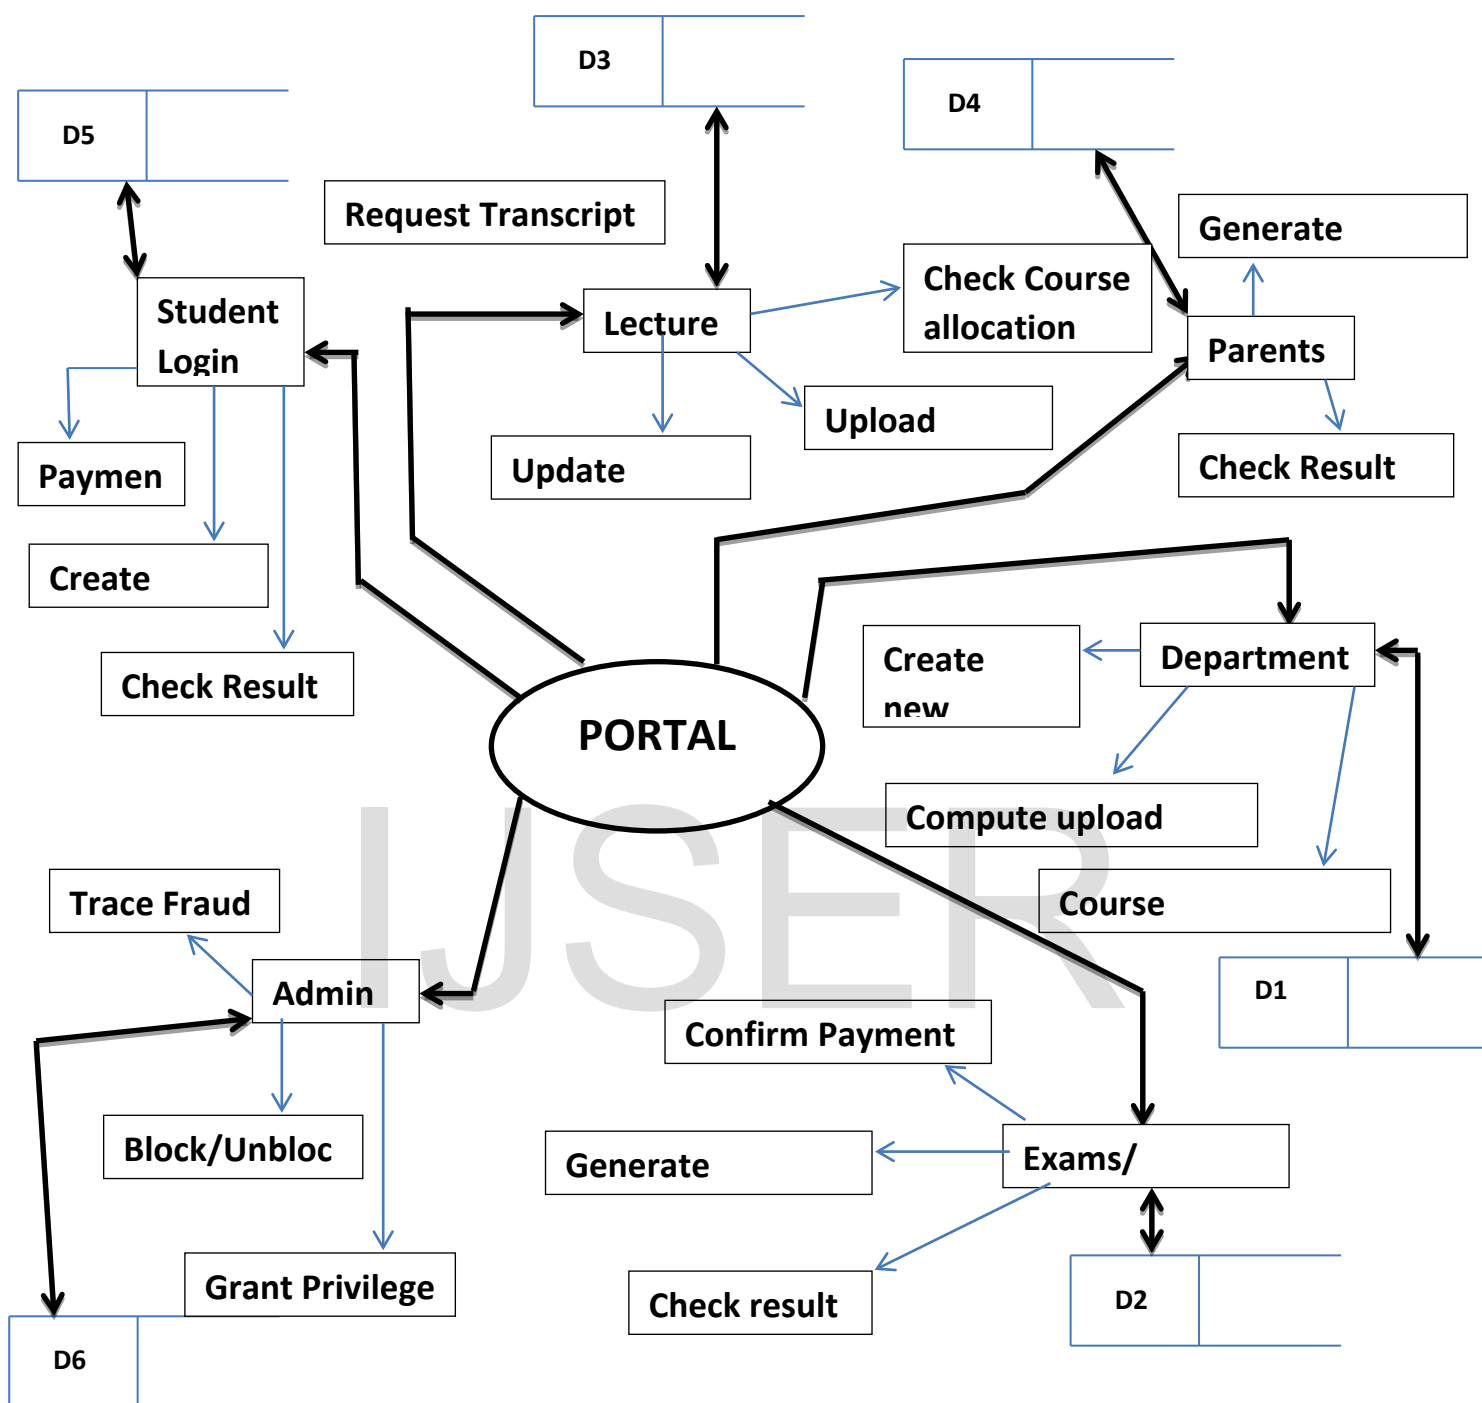 D3
D4
D5
Request Transcript
Generate
Check Course
allocation
Student
Login
Lecture
Parents
Upload
Update
Check Result
Paymen
Create
Check Result
Create
new
Department
PORTAL
Compute upload
Course
Trace Fraud
Admin
D1
Confirm Payment
Block/Unbloc
Generate
Exams/
Grant Privilege
Check result
D2
D6
IJSER